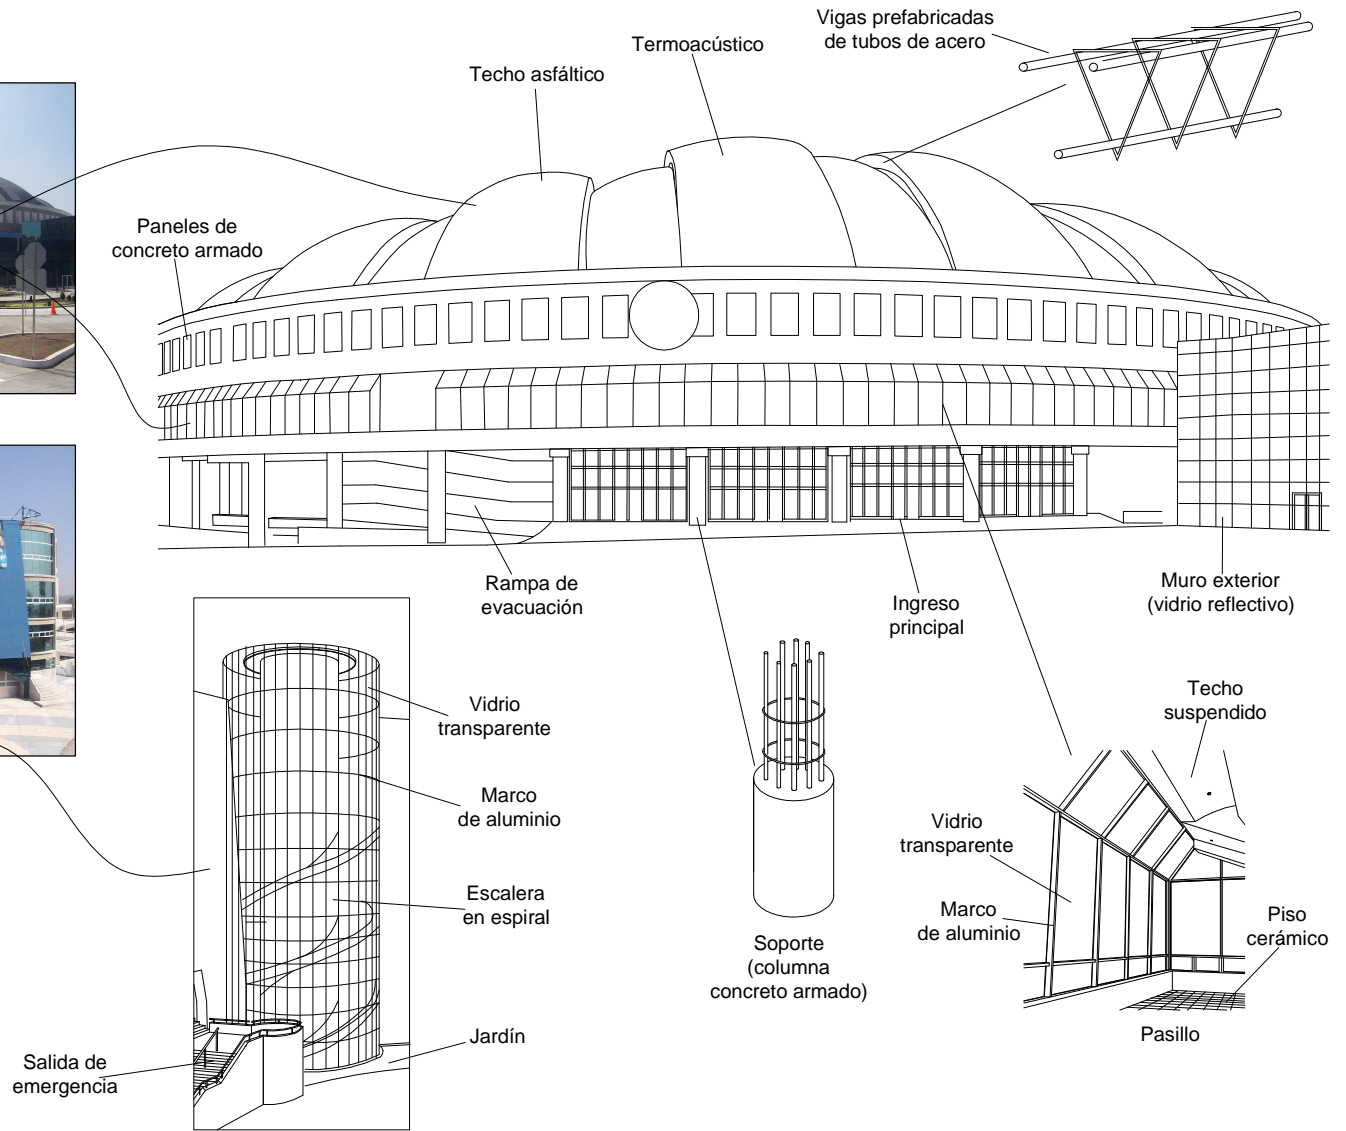 Vigas prefabricadas
de tubos de acero
Termoacústico
Techo asfáltico
Paneles de
concreto armado
Rampa de
evacuación
Ingreso
principal
Muro exterior
(vidrio reflectivo)
Vidrio
transparente
Marco
de aluminio
Escalera
en espiral
Jardín
Salida de
emergencia
Soporte
(columna
concreto armado)
Techo
suspendido
Vidrio
transparente
Marco
de aluminio
Piso
cerámico
Pasillo